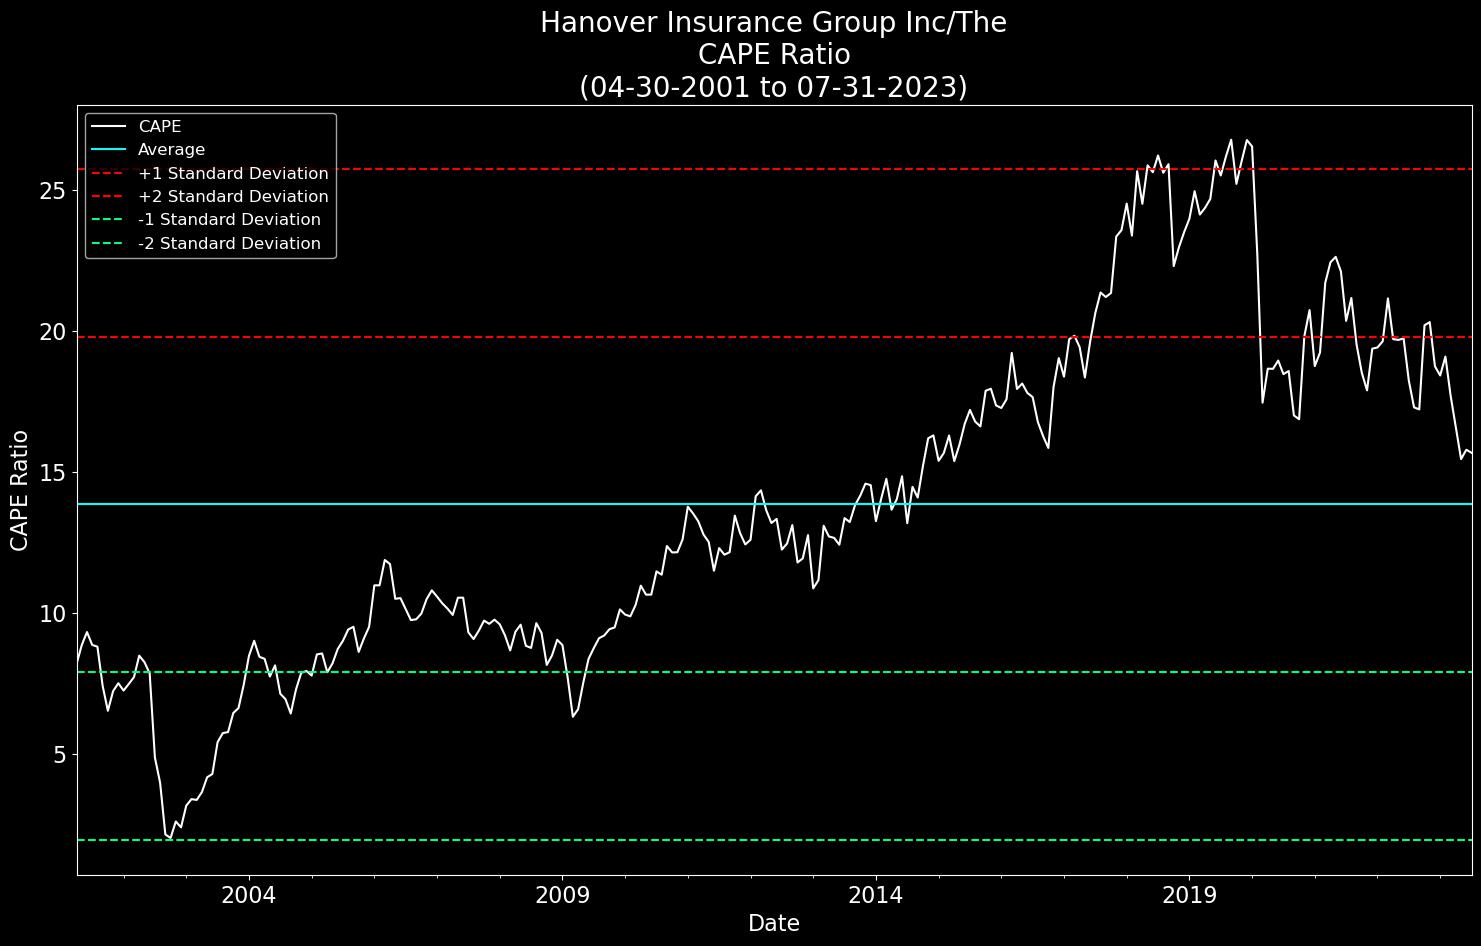 Hanover Insurance Group Inc/The
CAPE Ratio
(04-30-2001 to 07-31-2023)
CAPE
Average
+1 Standard Deviation
+2 Standard Deviation
-1 Standard Deviation
-2 Standard Deviation
25
20
15
10
5
CAPE Ratio
2004 2009 2014 2019
Date